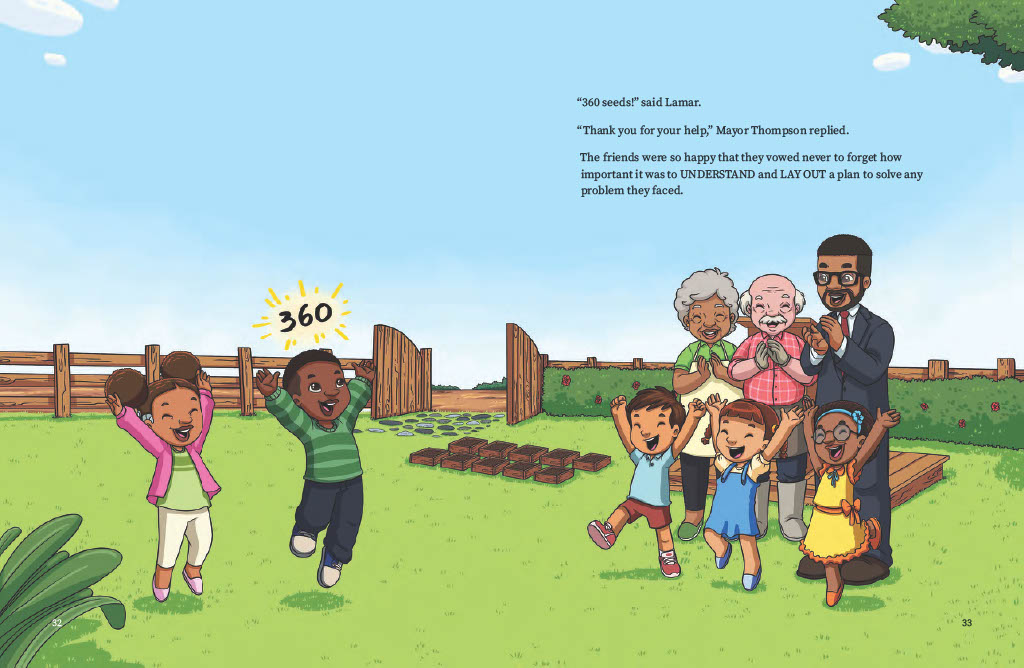 “360 seeds!” said Lamar.
“Thank you for your help,” Mayor Thompson replied.
The friends were so happy that they vowed never to forget how
important it was to UNDERSTAND and LAY OUT a plan to solve any
problem they faced.
360
32
33